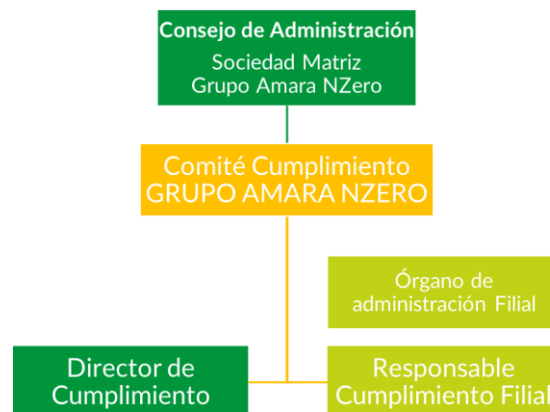 Consejo de Administración
Sociedad Matriz
Grupo Amara NZero
Comité Cumplimiento
GRUPO AMARA NZERO
Órgano de
administración Filial
Director de
Cumplimiento
Responsable
Cumplimiento Filial